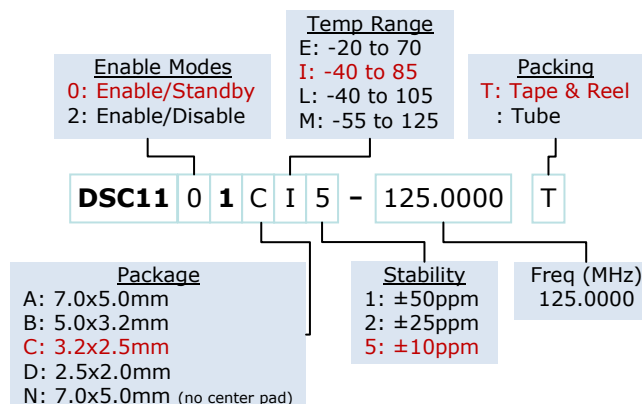 Temp Range
E: -20 to 70
I: -40 to 85
L: -40 to 105
M: -55 to 125
Enable Modes
0: Enable/Standby
2: Enable/Disable
Packing
T: Tape & Reel
: Tube
DSC11 0 1 C I 5 - 125.0000 T
Package
A: 7.0x5.0mm
B: 5.0x3.2mm
C: 3.2x2.5mm
D: 2.5x2.0mm
N: 7.0x5.0mm (no center pad)
Stability
1: ±50ppm
2: ±25ppm
5: ±10ppm
Freq (MHz)
125.0000